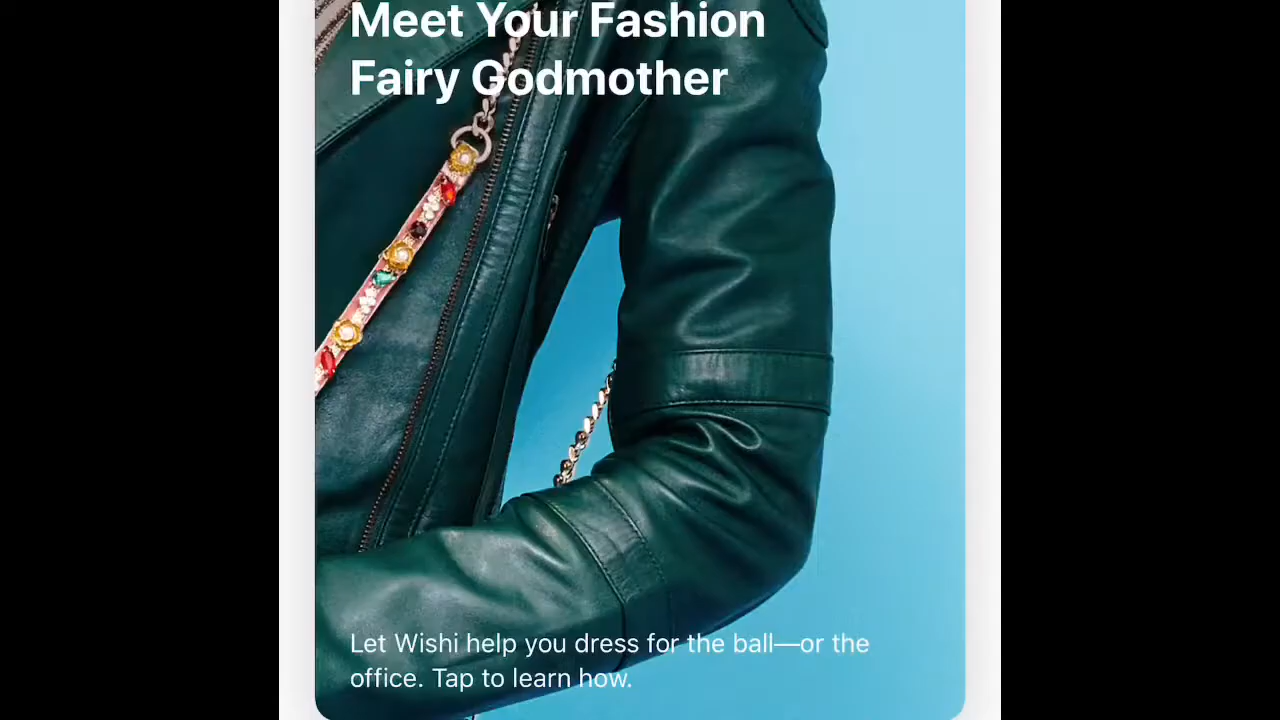 Meet Your Fashion
Fairy Godmother
Let Wishi help you dress for the ball—or the
office. Tap to learn how.